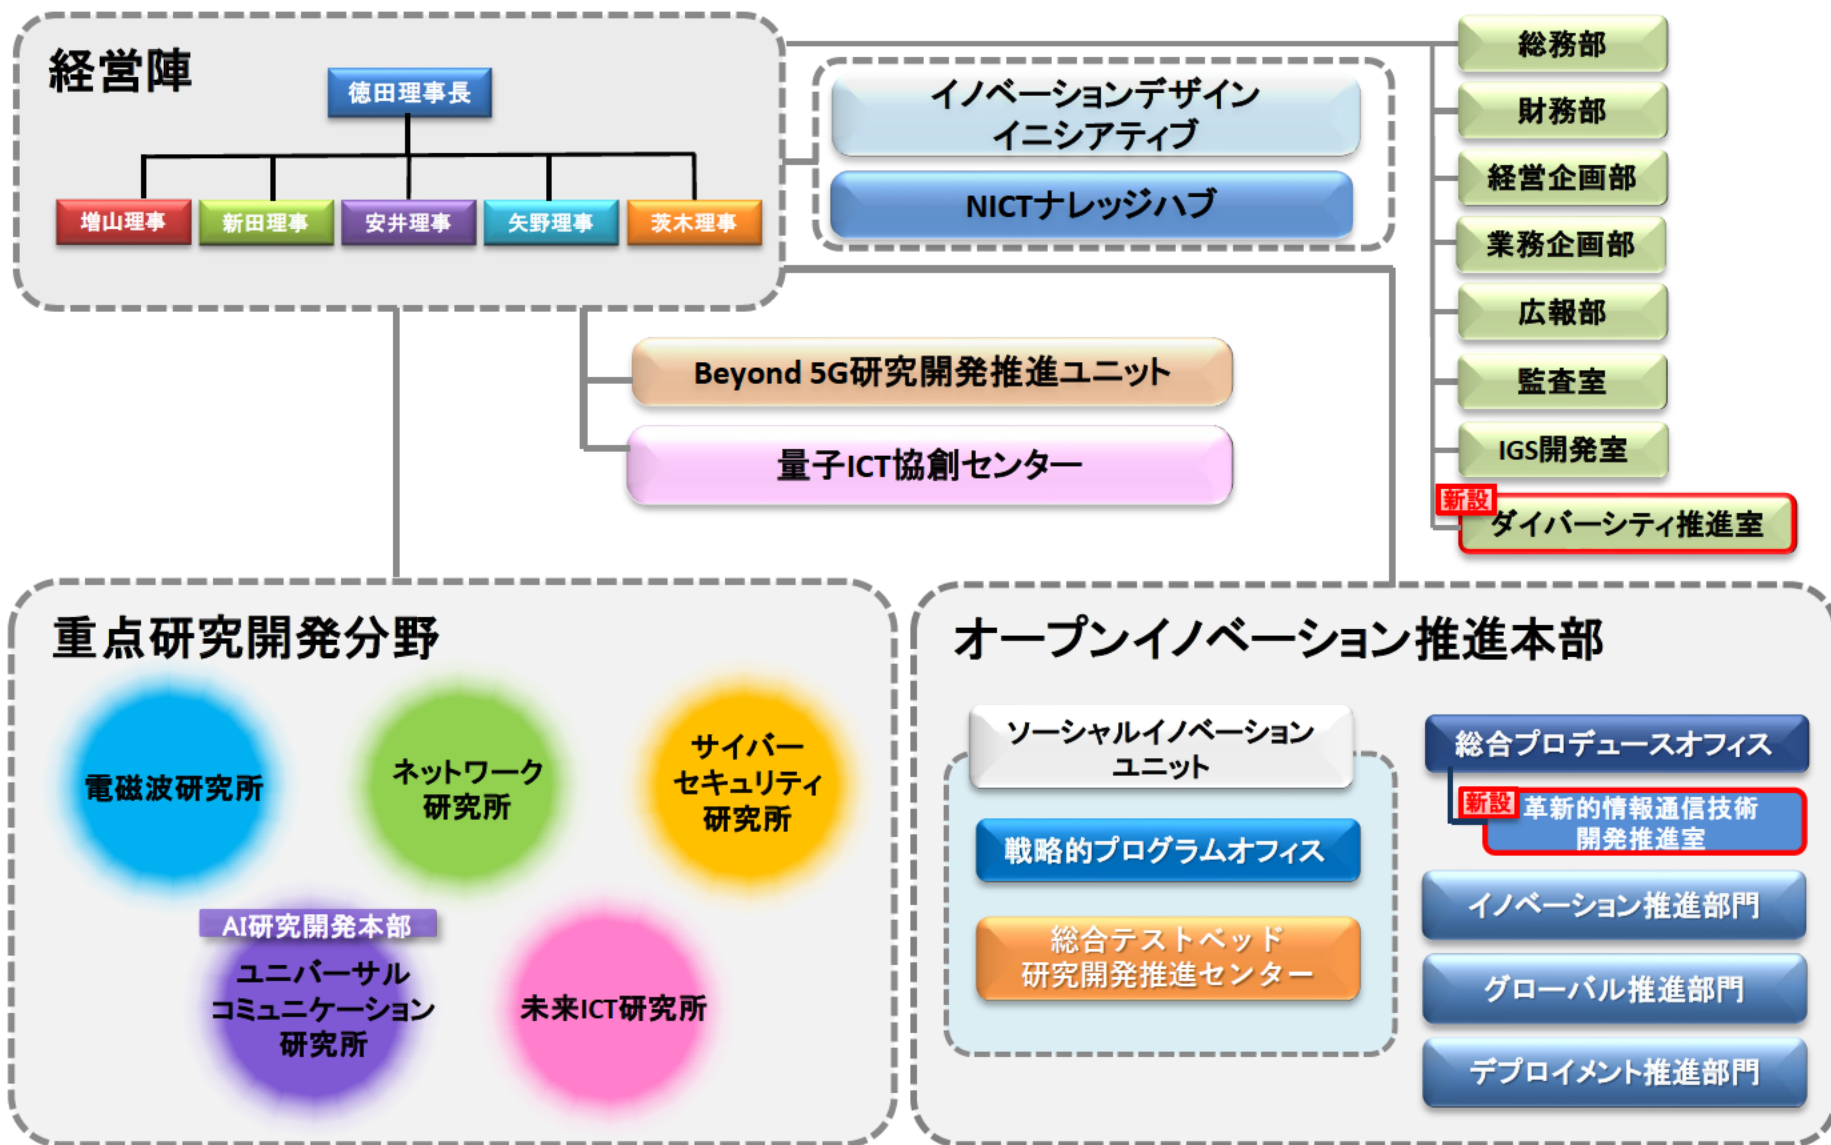 経営陣
徳田理事長
増山理事
新田理事
安井理事
矢野理事
茨木理事
イノベーションデザイン
イニシアティブ
NICTナレッジハブ
総務部
財務部
経営企画部
業務企画部
広報部
監査室
IGS開発室
新設
ダイバーシティ推進室
Beyond 5G研究開発推進ユニット
量子ICT協創センター
重点研究開発分野
電磁波研究所
ネットワーク
研究所
サイバー
セキュリティ
研究所
AI研究開発本部
ユニバーサル
コミュニケーション
研究所
未来ICT研究所
オープンイノベーション推進本部
ソーシャルイノベーション
ユニット
戦略的プログラムオフィス
総合テストベッド
研究開発推進センター
総合プロデュースオフィス
新設
革新的情報通信技術
開発推進室
イノベーション推進部門
グローバル推進部門
デプロイメント推進部門